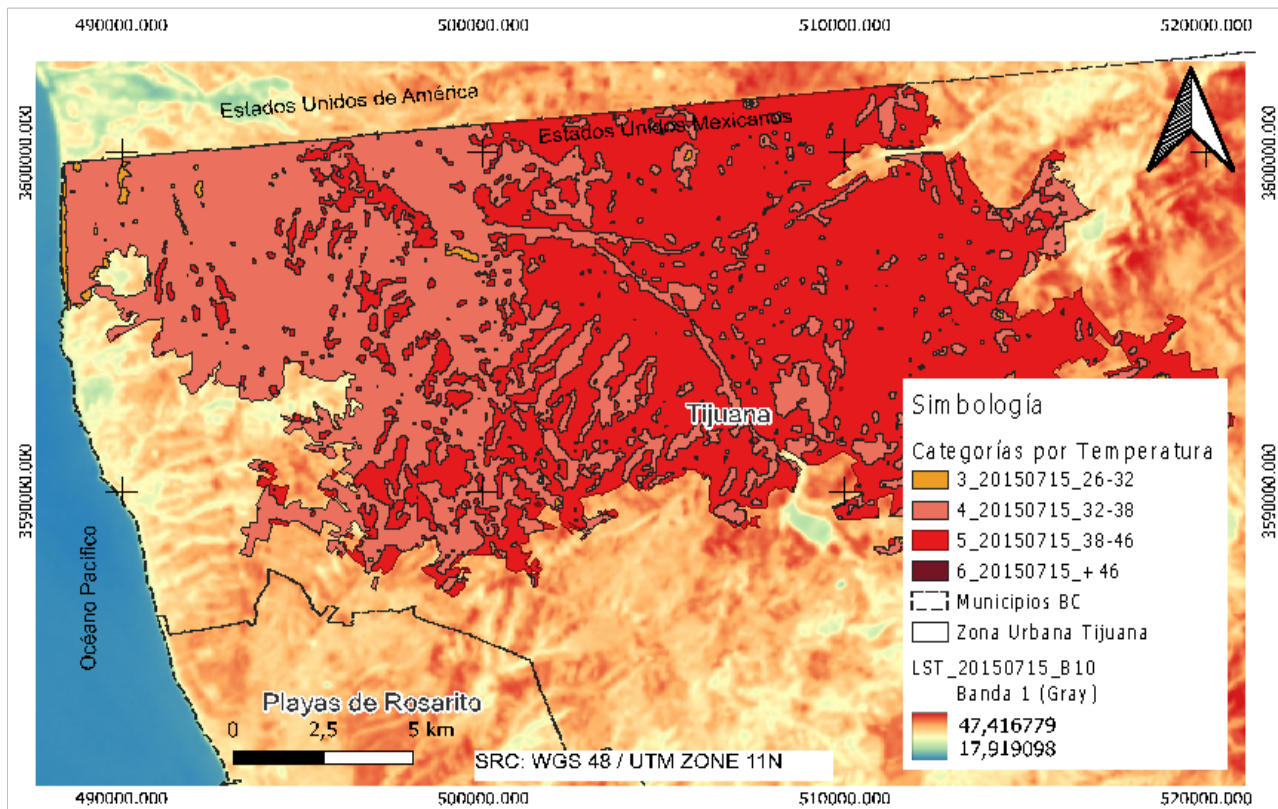 490000.000 500000.000 510000.000 520000.000
Estados Unidos de América
Estados Unidos Mexicanos
3600000.000
3600000.000
Tijuana
3590000.000
3590000.000
Océano Pacifico
Playas de Rosarito
0 2,5 5 km
SRC: WGS 48 / UTM ZONE 11N
Simbología
Categorías por Temperatura
3_20150715_26-32
4_20150715_32-38
5_20150715_38-46
6_20150715_+46
Municipios BC
Zona Urbana Tijuana
LST_20150715_B10
Banda 1 (Gray)
47,416779
17,919098
490000.000 500000.000 510000.000 520000.000